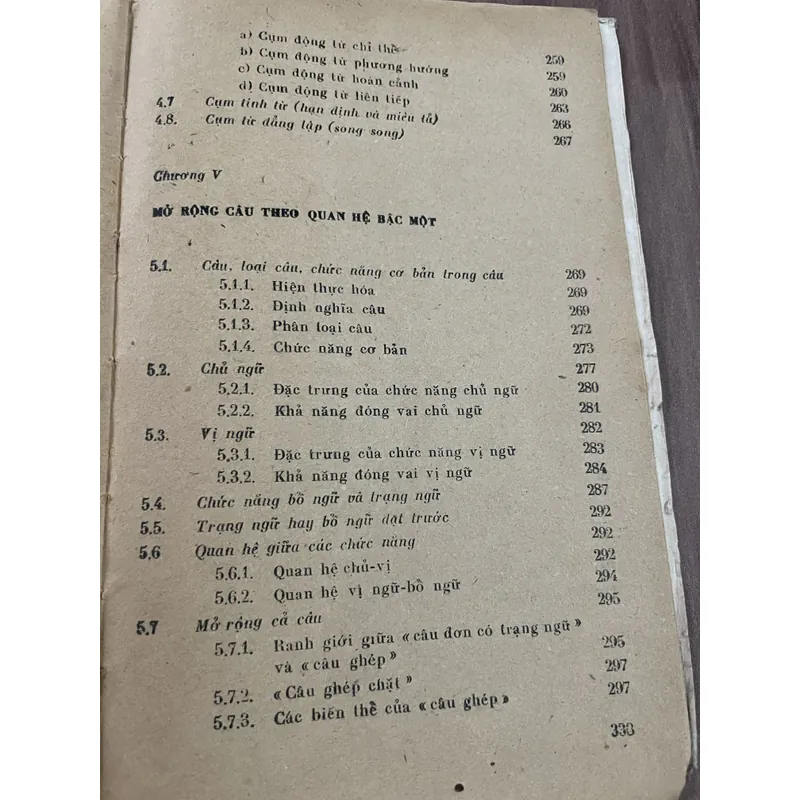 a) Cụm động từ chỉ thể 259
b) Cụm động từ phương hướng 259
c) Cụm động từ hoàn cảnh 260
d) Cụm động từ liên tiếp 263
4.7 Cụm tính từ (hạn định và miêu tả) 266
4.8. Cụm từ đẳng lập (song song) 267
Chương V
MỞ RỘNG CÂU THEO QUAN HỆ BẬC MỘT
5.1. Câu, loại câu, chức năng cơ bản trong câu 269
5.1.1. Hiện thực hóa 269
5.1.2. Định nghĩa câu 269
5.1.3. Phân loại câu 272
5.1.4. Chức năng cơ bản 273
5.2. Chủ ngữ 277
5.2.1. Đặc trưng của chức năng chủ ngữ 280
5.2.2. Khả năng đóng vai chủ ngữ 281
5.3. Vị ngữ 282
5.3.1. Đặc trưng của chức năng vị ngữ 283
5.3.2. Khả năng đóng vai vị ngữ 284
5.4. Chức năng bổ ngữ và trạng ngữ 287
5.5. Trạng ngữ hay bổ ngữ đặt trước 292
5.6 Quan hệ giữa các chức năng 292
5.6.1. Quan hệ chủ-vị 292
5.6.2. Quan hệ vị ngữ-bổ ngữ 294
5.7 Mở rộng cả câu 295
5.7.1. Ranh giới giữa «câu đơn có trạng ngữ»
và «câu ghép» 295
5.7.2. «Câu ghép chặt» 297
5.7.3. Các biến thể của «câu ghép» 297
333